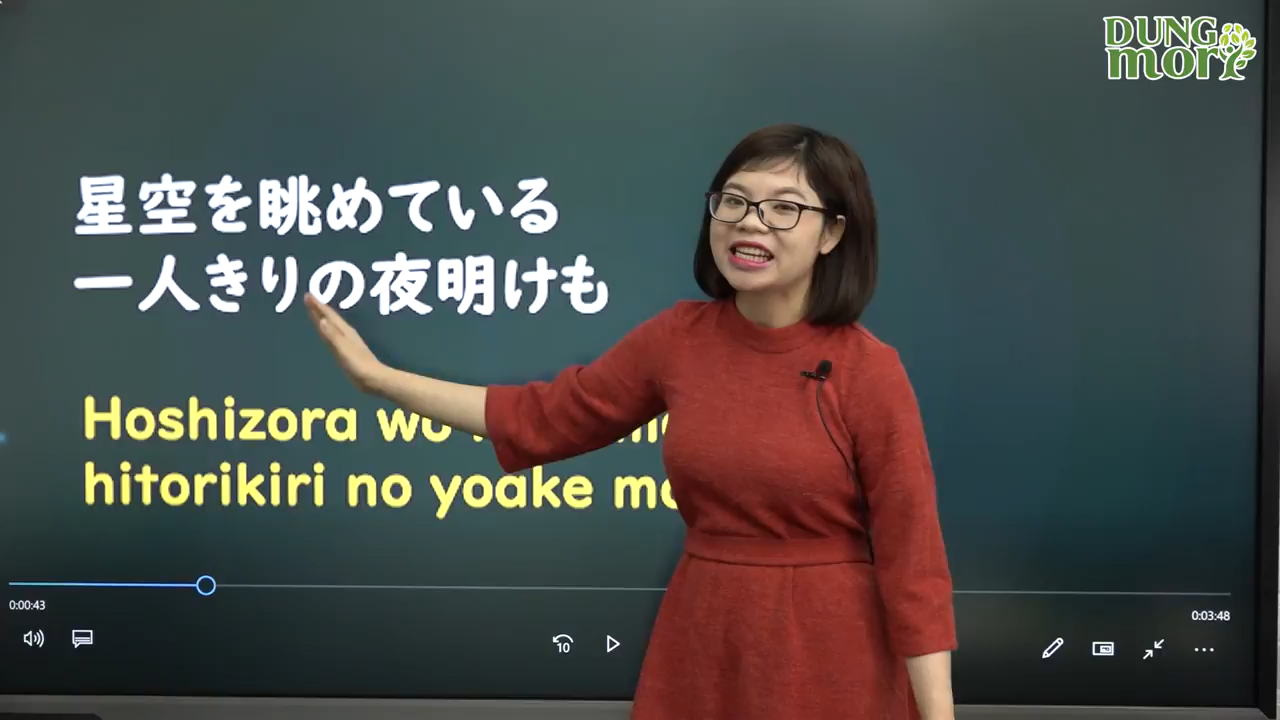 DUNG
mori
星空を眺めている
一人きりの夜明けも
Hoshizora wo
hitorikiri no yoake
0:00:43
0:03:48
10